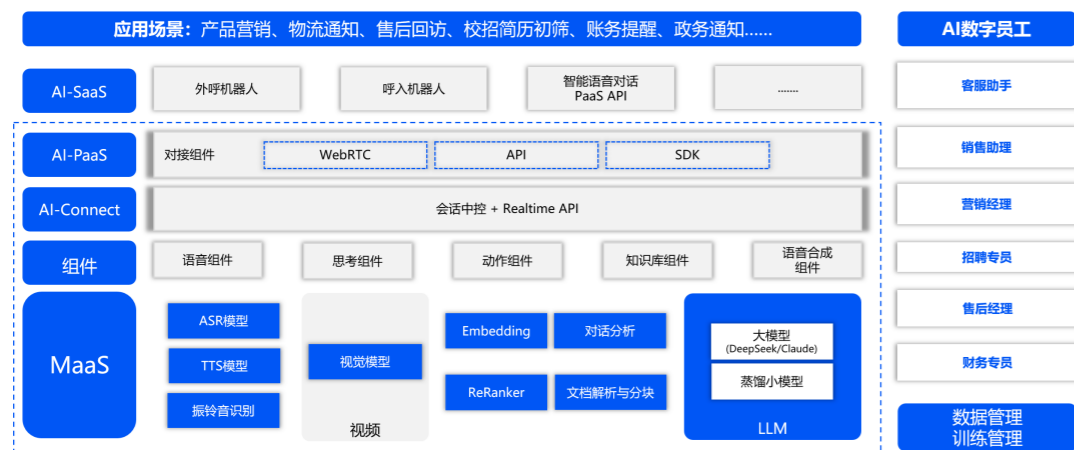 应用场景：产品营销、物流通知、售后回访、校招简历初筛、账务提醒、政务通知......
AI数字员工
AI-SaaS
外呼机器人
呼入机器人
智能语音对话
PaaS API
.......
客服助手
AI-PaaS
对接组件
WebRTC
API
SDK
销售助理
AI-Connect
会话中控 + Realtime API
营销经理
组件
语音组件
思考组件
动作组件
知识库组件
语音合成
组件
招聘专员
MaaS
ASR模型
TTS模型
振铃音识别
视觉模型
视频
Embedding
对话分析
ReRanker
文档解析与分块
大模型
(DeepSeek/Claude)
蒸馏小模型
LLM
售后经理
财务专员
数据管理
训练管理